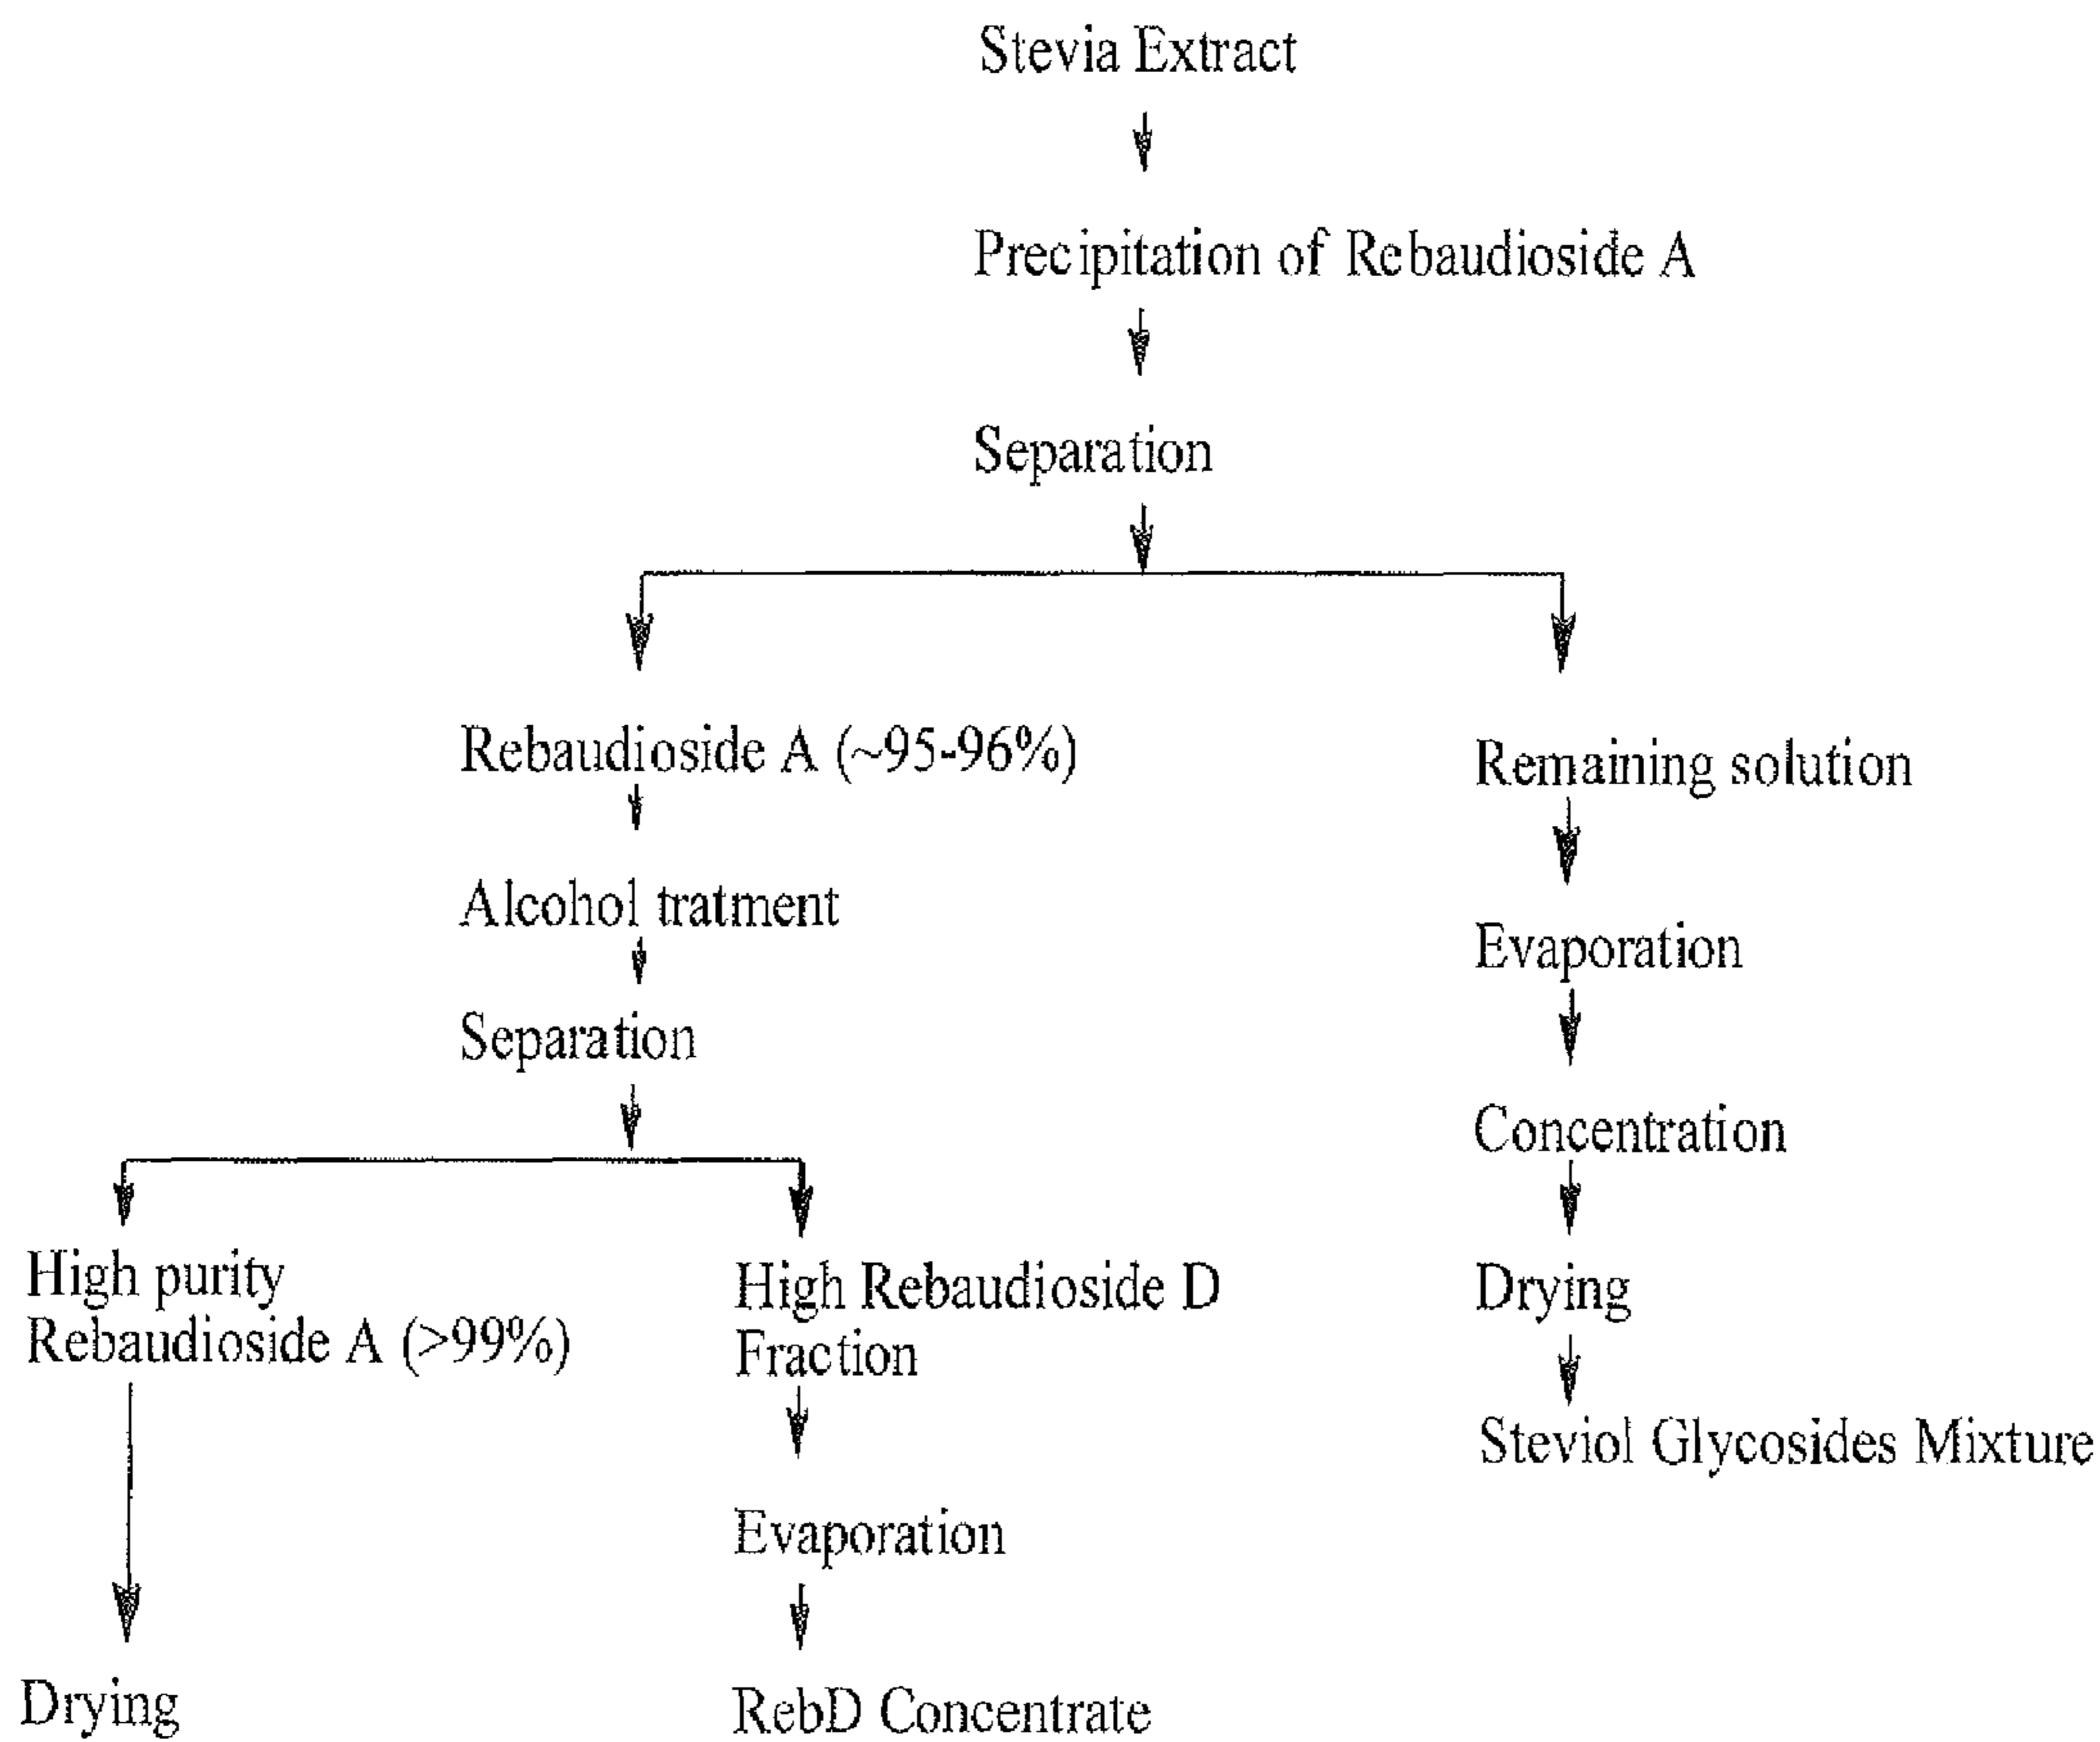 Stevia Extract
Precipitation of Rebaudioside A
Separation
Rebaudioside A (~95-96%)
Remaining solution
Alcohol tratment
Evaporation
Separation
Concentration
High purity
Rebaudioside A (>99%)
High Rebaudioside D
Fraction
Drying
Steviol Glycosides Mixture
Evaporation
Drying
RebD Concentrate